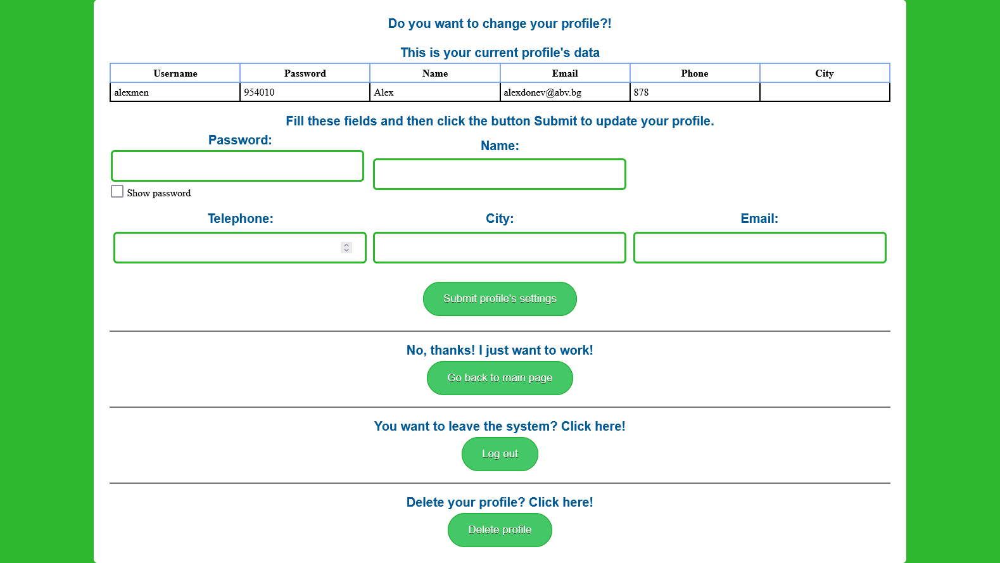 Do you want to change your profile?!
This is your current profile's data
Username Password Name Email Phone City
alexmen 954010 Alex alexdonev@abv.bg 878
Fill these fields and then click the button Submit to update your profile.
Password:
Name:
Show password
Telephone: City: Email:
Submit profile's settings
No, thanks! I just want to work!
Go back to main page
You want to leave the system? Click here!
Log out
Delete your profile? Click here!
Delete profile